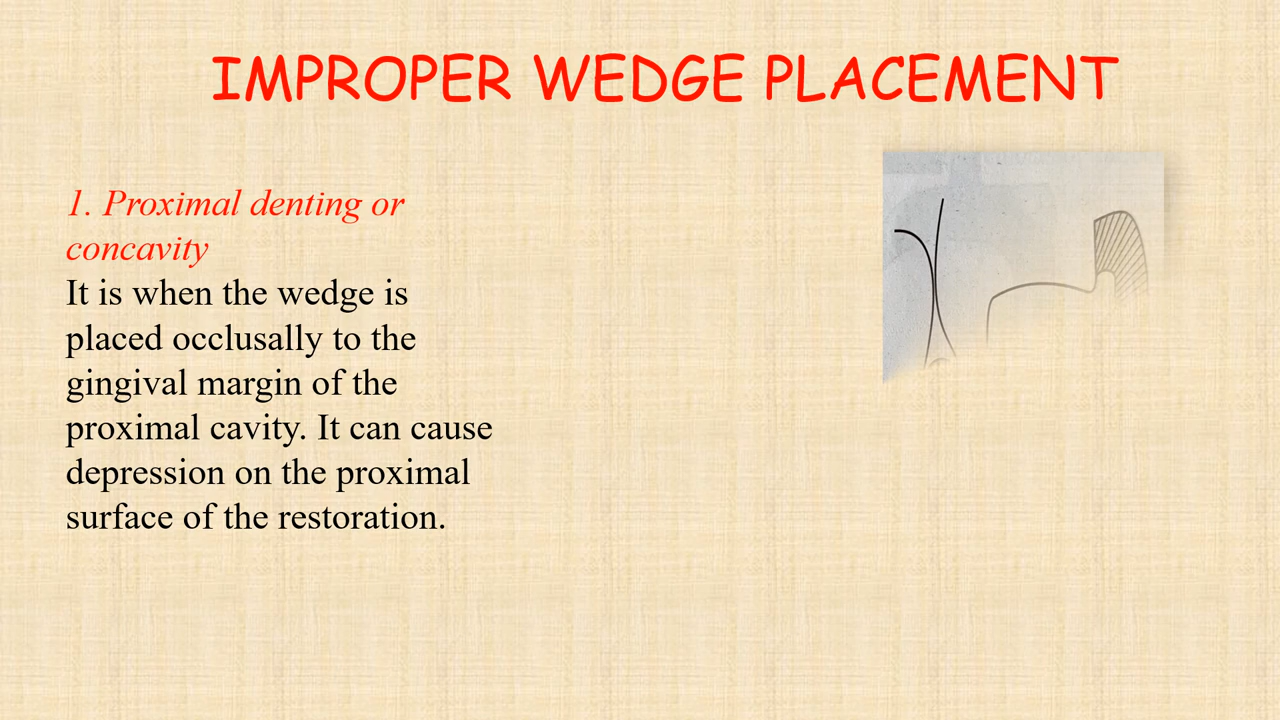 IMPROPER WEDGE PLACEMENT
1. Proximal denting or
concavity
It is when the wedge is
placed occlusally to the
gingival margin of the
proximal cavity. It can cause
depression on the proximal
surface of the restoration.